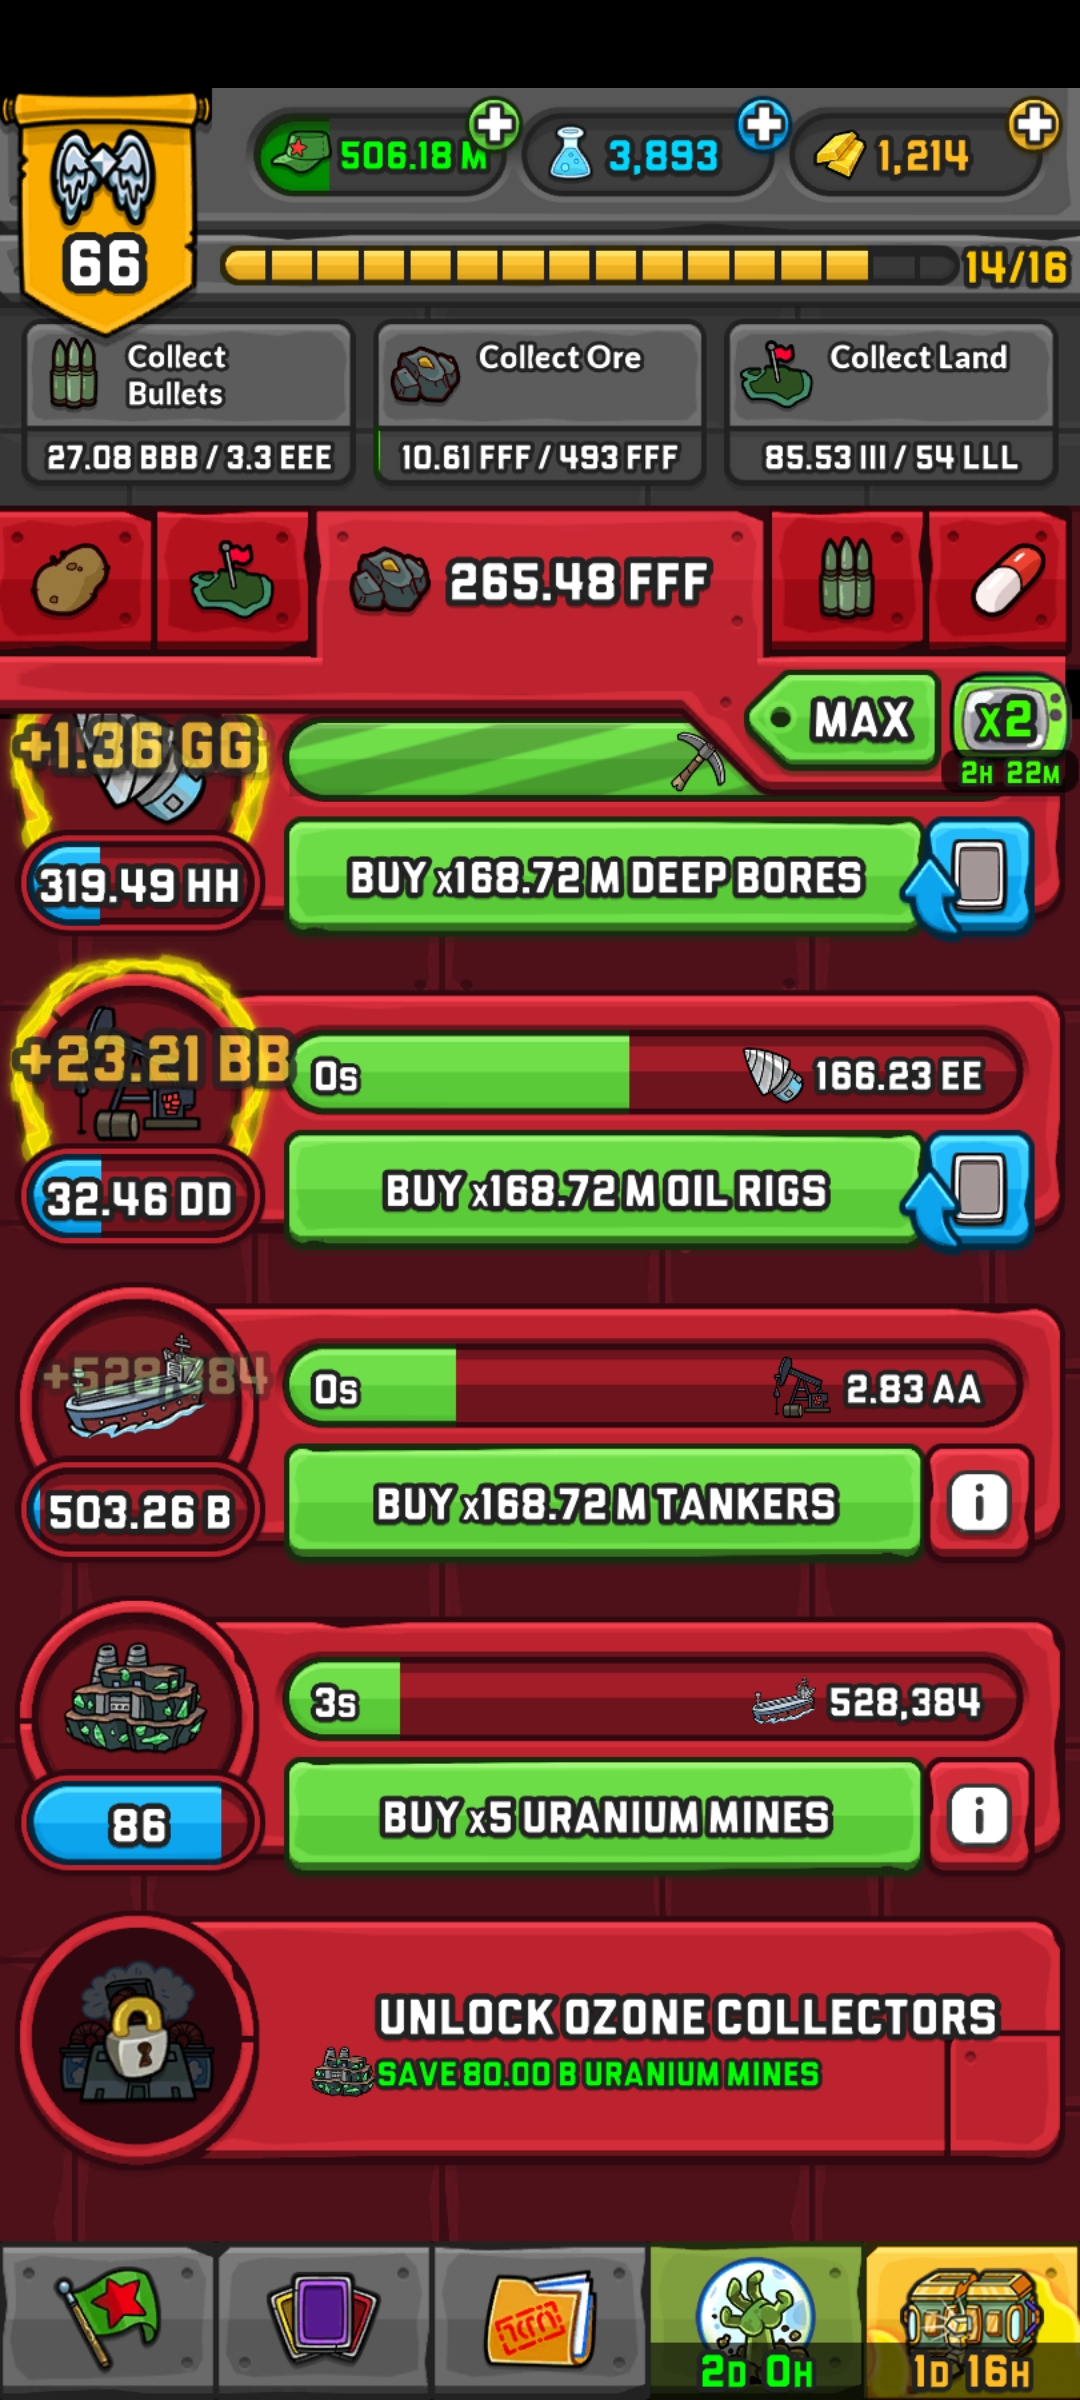 506.18 M
3,893
1,214
66
14/16
Collect
Bullets
27.08 BBB / 3.3 EEE
Collect Ore
10.61 FFF / 493 FFF
Collect Land
85.53 III / 54 LLL
265.48 FFF
MAX
x2
2H 22M
+1.36 GG
319.49 HH
BUY x168.72 M DEEP BORES
+23.21 BB
0s
166.23 EE
32.46 DD
BUY x168.72 M OIL RIGS
+528,384
0s
2.83 AA
503.26 B
BUY x168.72 M TANKERS
i
3s
528,384
86
BUY x5 URANIUM MINES
i
UNLOCK OZONE COLLECTORS
SAVE 80.00 B URANIUM MINES
2D 0H
1D 16H